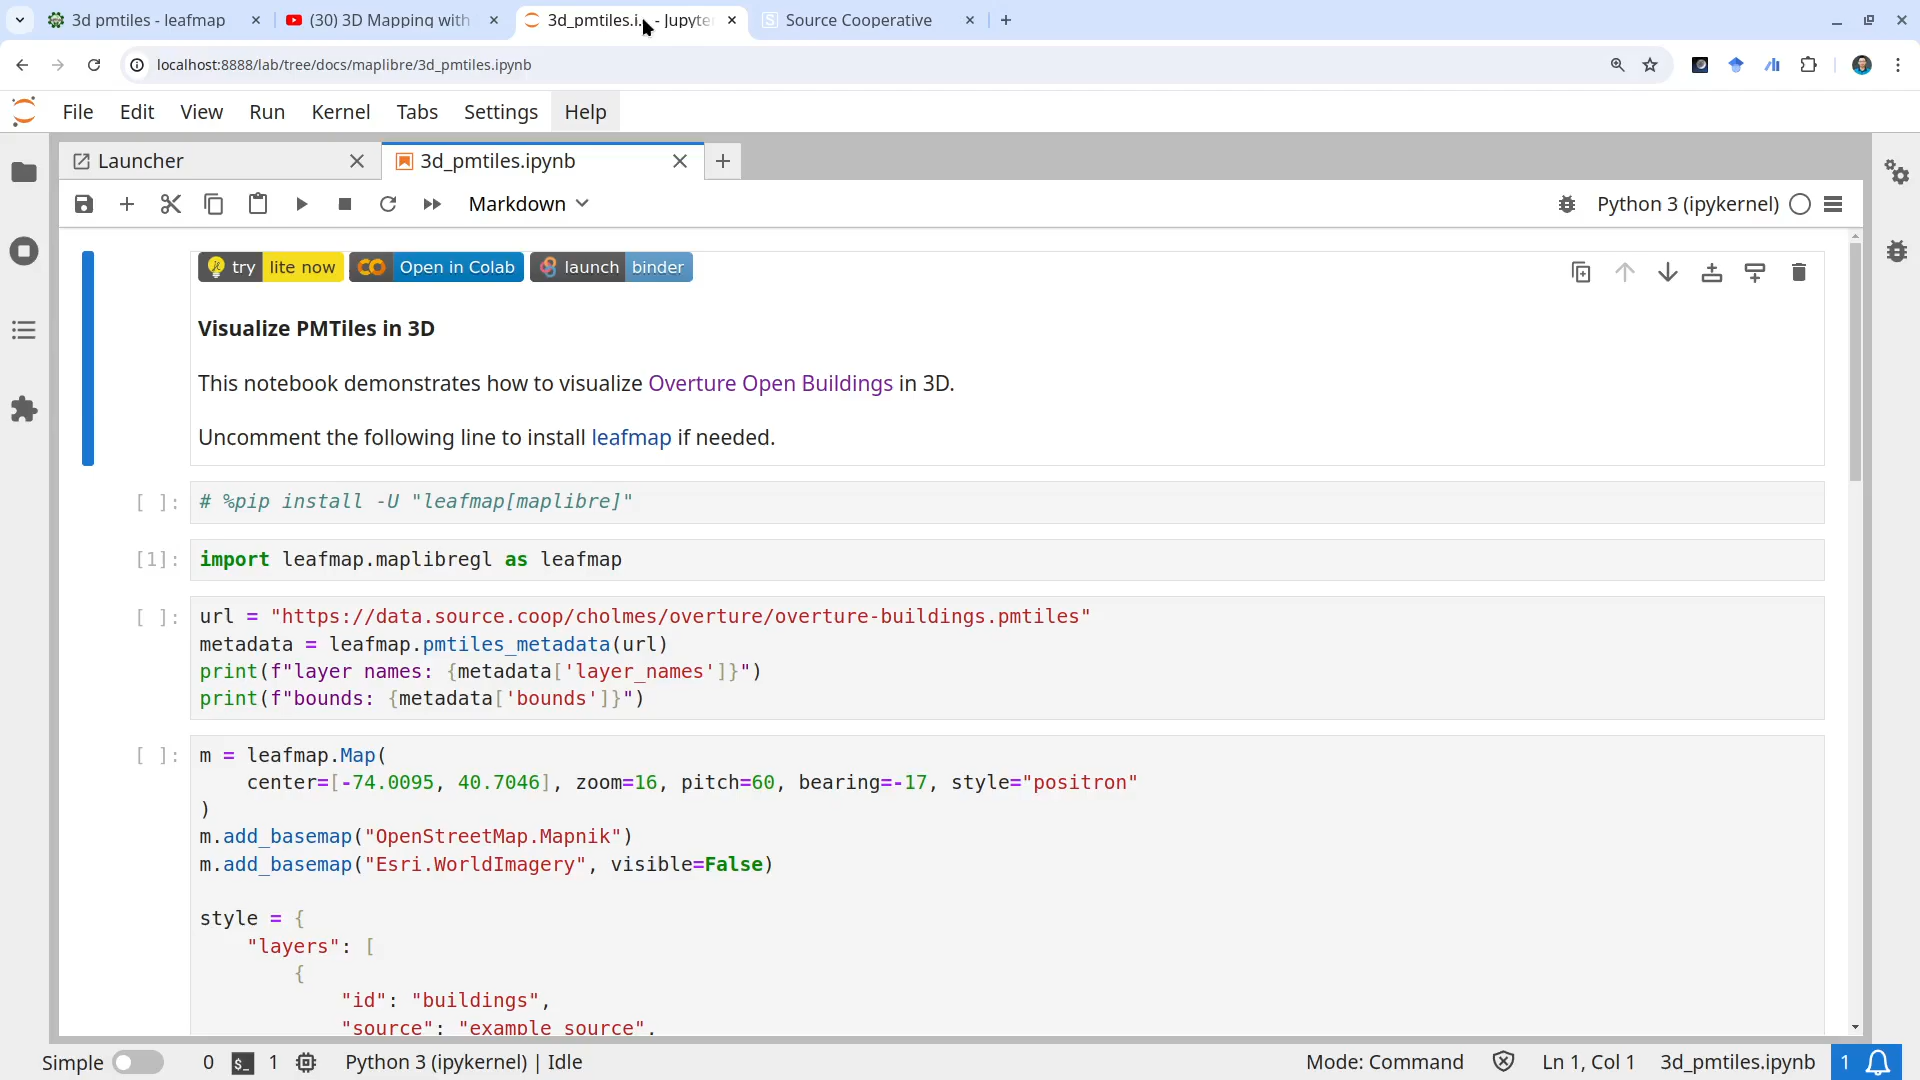 3d pmtiles - leafmap
(30) 3D Mapping with
3d_pmtiles.i... - Jupyte
Source Cooperative
localhost:8888/lab/tree/docs/maplibre/3d_pmtiles.ipynb
File Edit View Run Kernel Tabs Settings Help
Launcher
3d_pmtiles.ipynb
Markdown
Python 3 (ipykernel)
try lite now
Open in Colab
launch binder
Visualize PMTiles in 3D
This notebook demonstrates how to visualize Overture Open Buildings in 3D.
Uncomment the following line to install leafmap if needed.
[ ]: # %pip install -U "leafmap[maplibre]"
[1]: import leafmap.maplibregl as leafmap
[ ]: url = "https://data.source.coop/cholmes/overture/overture-buildings.pmtiles"
metadata = leafmap.pmtiles_metadata(url)
print(f"layer names: {metadata['layer_names']}")
print(f"bounds: {metadata['bounds']}")
[ ]: m = leafmap.Map(
    center=[-74.0095, 40.7046], zoom=16, pitch=60, bearing=-17, style="positron"
)
m.add_basemap("OpenStreetMap.Mapnik")
m.add_basemap("Esri.WorldImagery", visible=False)
style = {
    "layers": [
        {
            "id": "buildings",
            "source": "example_source",
Simple 0 $_ 1 Python 3 (ipykernel) | Idle Mode: Command Ln 1, Col 1 3d_pmtiles.ipynb 1